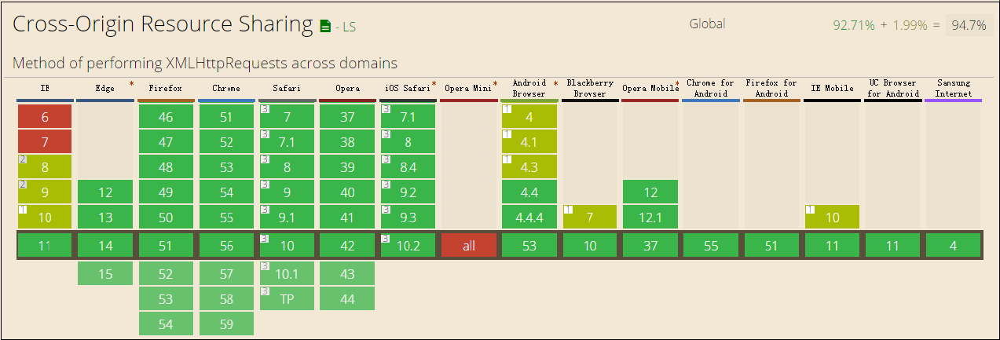 Cross-Origin Resource Sharing - LS
Global 92.71% + 1.99% = 94.7%
Method of performing XMLHttpRequests across domains
IE Edge * Firefox Chrome Safari Opera iOS Safari * Opera Mini * Android Browser * Blackberry Browser Opera Mobile * Chrome for Android Firefox for Android IE Mobile UC Browser for Android Samsung Internet
6 46 51 3 7 37 3 7.1 1 4
7 47 52 3 7.1 38 3 8 1 4.1
2 8 48 53 3 8 39 3 8.4 1 4.3
2 9 12 49 54 3 9 40 3 9.2 4.4 12
1 10 13 50 55 3 9.1 41 3 9.3 4.4.4 1 7 12.1 1 10
11 14 51 56 3 10 42 3 10.2 all 53 10 37 55 51 11 11 4
15 52 57 3 10.1 43
53 58 3 TP 44
54 59